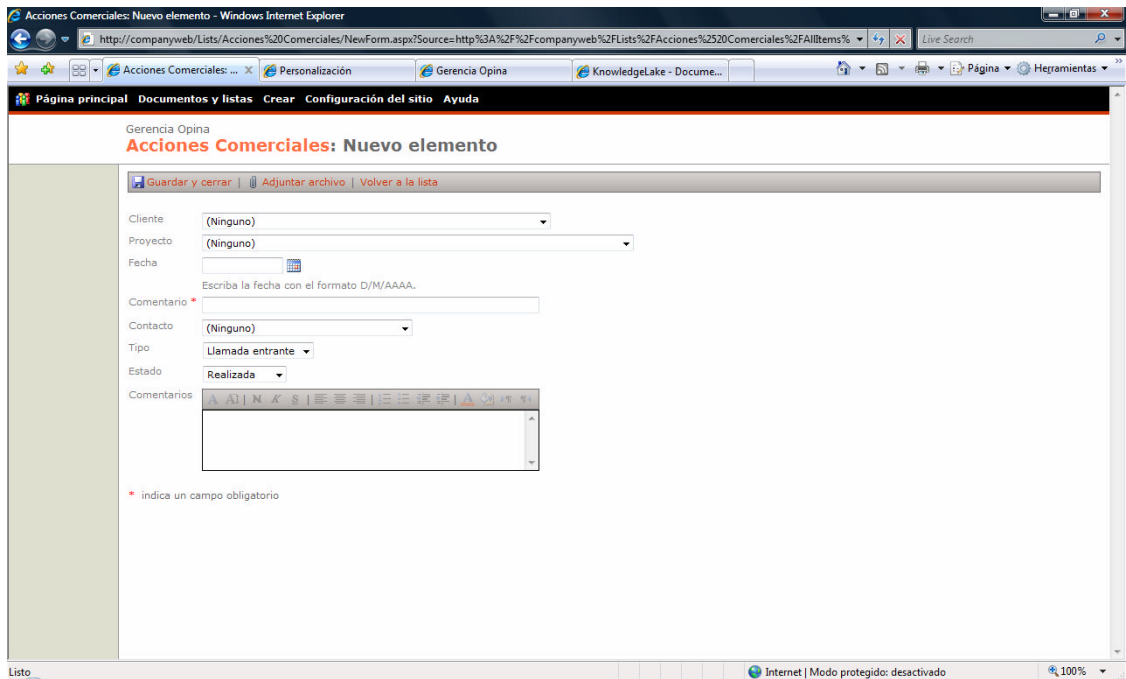 Acciones Comerciales: Nuevo elemento - Windows Internet Explorer
http://companyweb/Lists/Acciones%20Comerciales/NewForm.aspx?Source=http%3A%2F%2Fcompanyweb%2FLists%2FAcciones%2520Comerciales%2FAllItems%
Live Search
Acciones Comerciales: ... X
Personalización
Gerencia Opina
KnowledgeLake - Docume...
Página
Herramientas
Página principal Documentos y listas Crear Configuración del sitio Ayuda
Gerencia Opina
Acciones Comerciales: Nuevo elemento
Guardar y cerrar | Adjuntar archivo | Volver a la lista
Cliente (Ninguno)
Proyecto (Ninguno)
Fecha
Escriba la fecha con el formato D/M/AAAA.
Comentario *
Contacto (Ninguno)
Tipo Llamada entrante
Estado Realizada
Comentarios
A A | N K S | A
* indica un campo obligatorio
Listo
Internet | Modo protegido: desactivado
100%